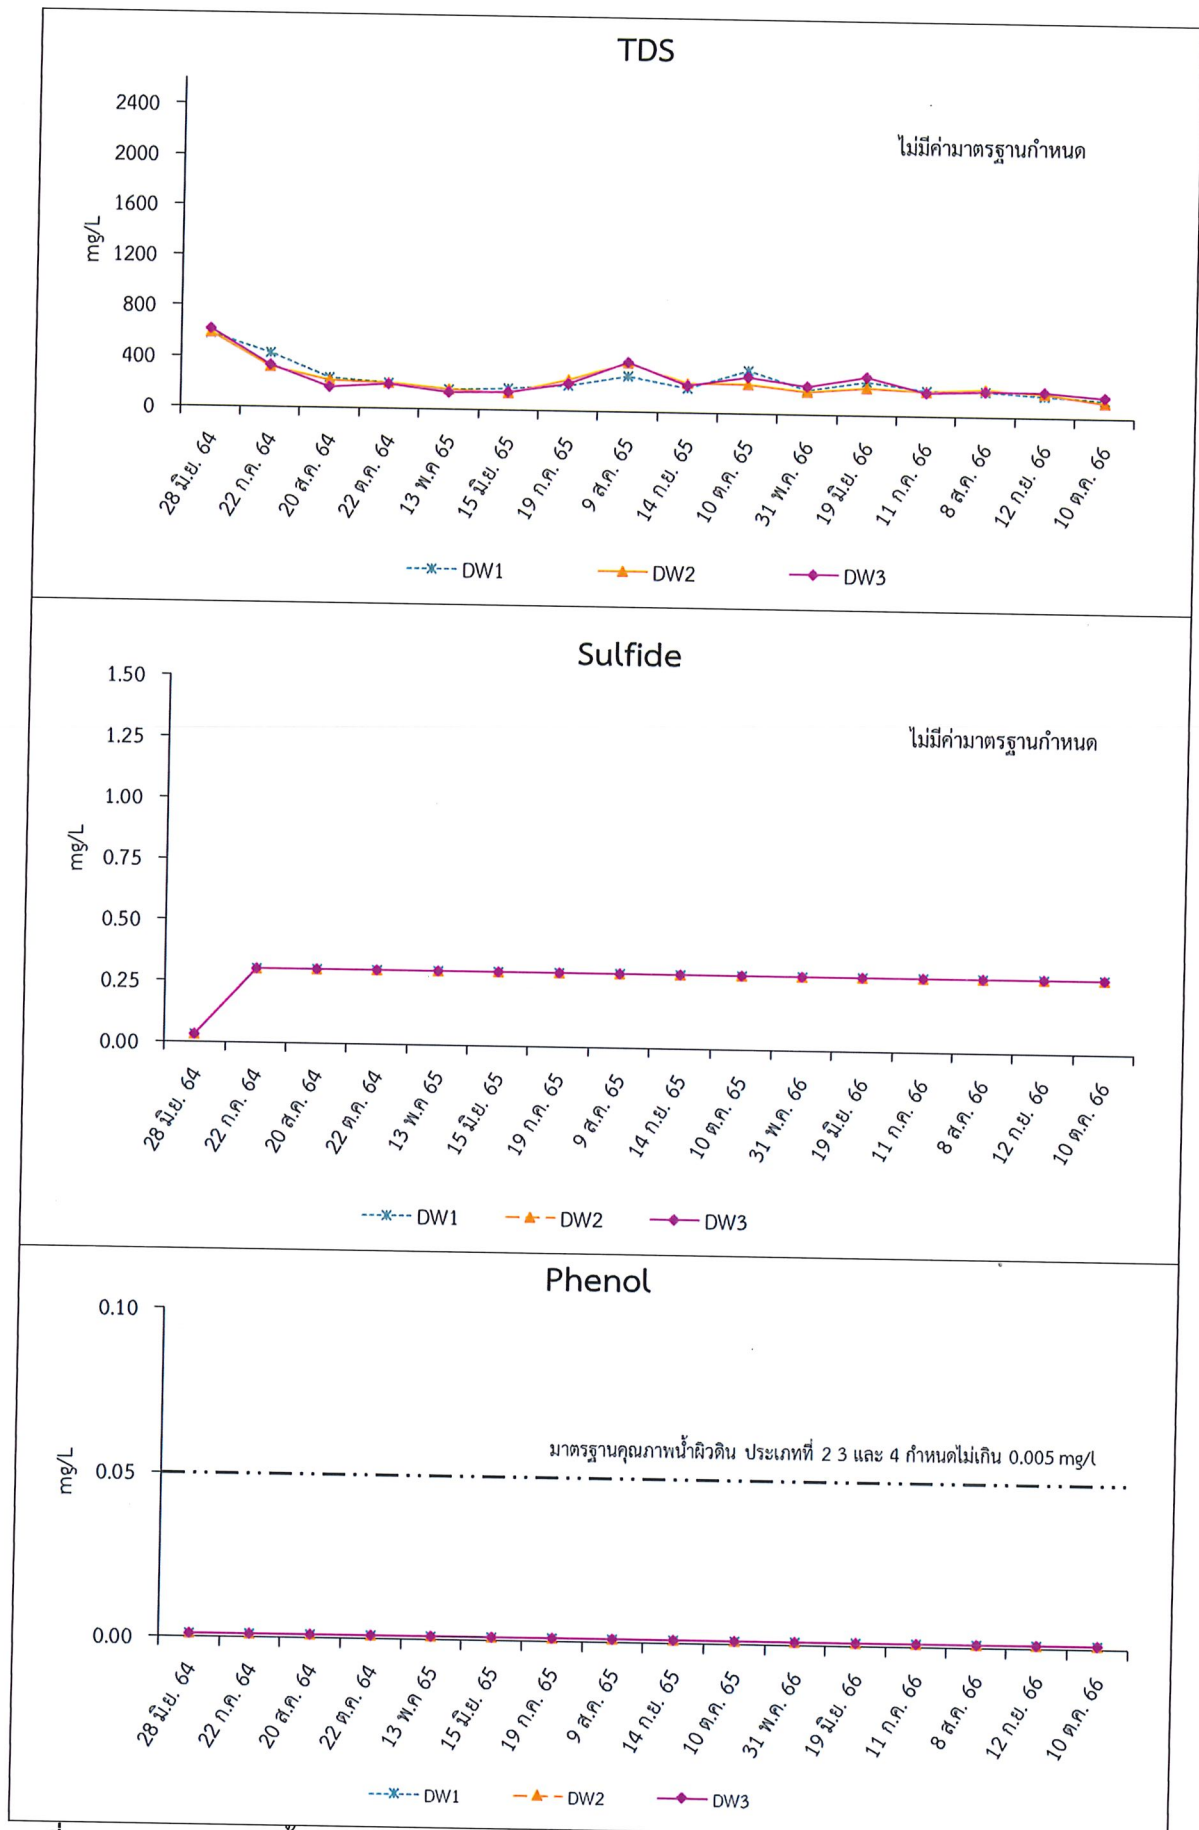 TDS
ไม่มีค่ามาตรฐานกำหนด
mg/L
2400
2000
1600
1200
800
400
0
28 มิ.ย. 64
22 ก.ค. 64
20 ส.ค. 64
22 ต.ค. 64
13 พ.ค 65
15 มิ.ย. 65
19 ก.ค. 65
9 ส.ค. 65
14 ก.ย. 65
10 ต.ค. 65
31 พ.ค. 66
19 มิ.ย. 66
11 ก.ค. 66
8 ส.ค. 66
12 ก.ย. 66
10 ต.ค. 66
DW1 DW2 DW3
Sulfide
ไม่มีค่ามาตรฐานกำหนด
mg/L
1.50
1.25
1.00
0.75
0.50
0.25
0.00
28 มิ.ย. 64
22 ก.ค. 64
20 ส.ค. 64
22 ต.ค. 64
13 พ.ค 65
15 มิ.ย. 65
19 ก.ค. 65
9 ส.ค. 65
14 ก.ย. 65
10 ต.ค. 65
31 พ.ค. 66
19 มิ.ย. 66
11 ก.ค. 66
8 ส.ค. 66
12 ก.ย. 66
10 ต.ค. 66
DW1 DW2 DW3
Phenol
มาตรฐานคุณภาพน้ำผิวดิน ประเภทที่ 2 3 และ 4 กำหนดไม่เกิน 0.005 mg/l
mg/L
0.10
0.05
0.00
28 มิ.ย. 64
22 ก.ค. 64
20 ส.ค. 64
22 ต.ค. 64
13 พ.ค 65
15 มิ.ย. 65
19 ก.ค. 65
9 ส.ค. 65
14 ก.ย. 65
10 ต.ค. 65
31 พ.ค. 66
19 มิ.ย. 66
11 ก.ค. 66
8 ส.ค. 66
12 ก.ย. 66
10 ต.ค. 66
DW1 DW2 DW3